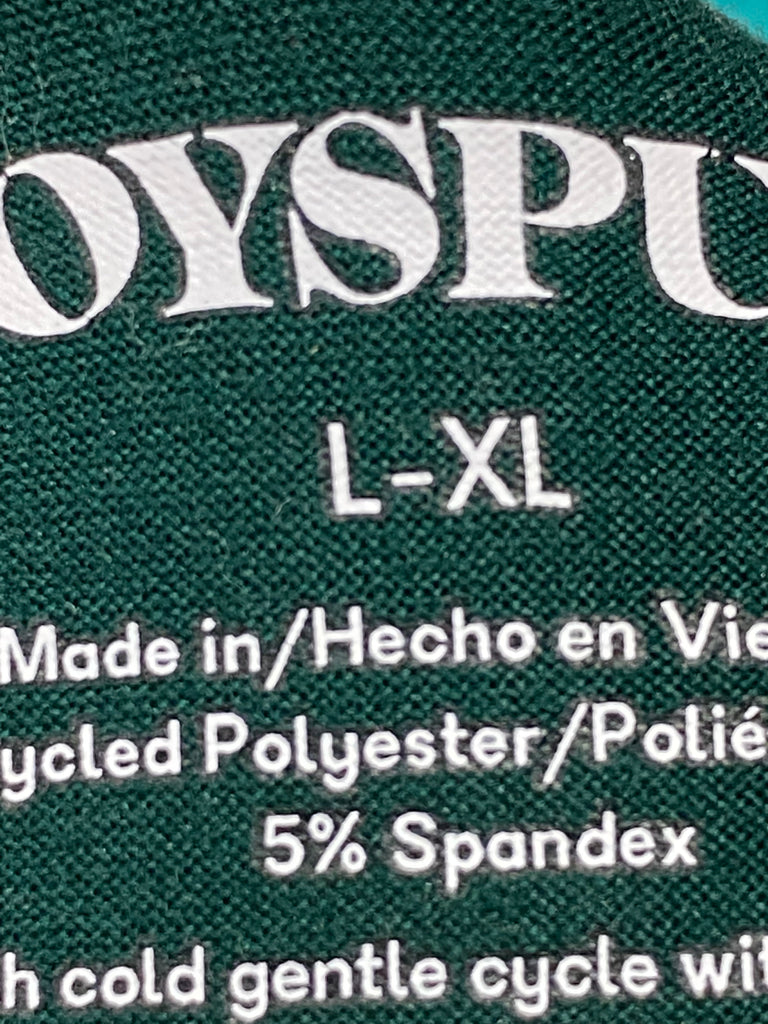 OYSPU
L-XL
Made in/Hecho en Vie
ycled Polyester/Polié
5% Spandex
h cold gentle cycle wit